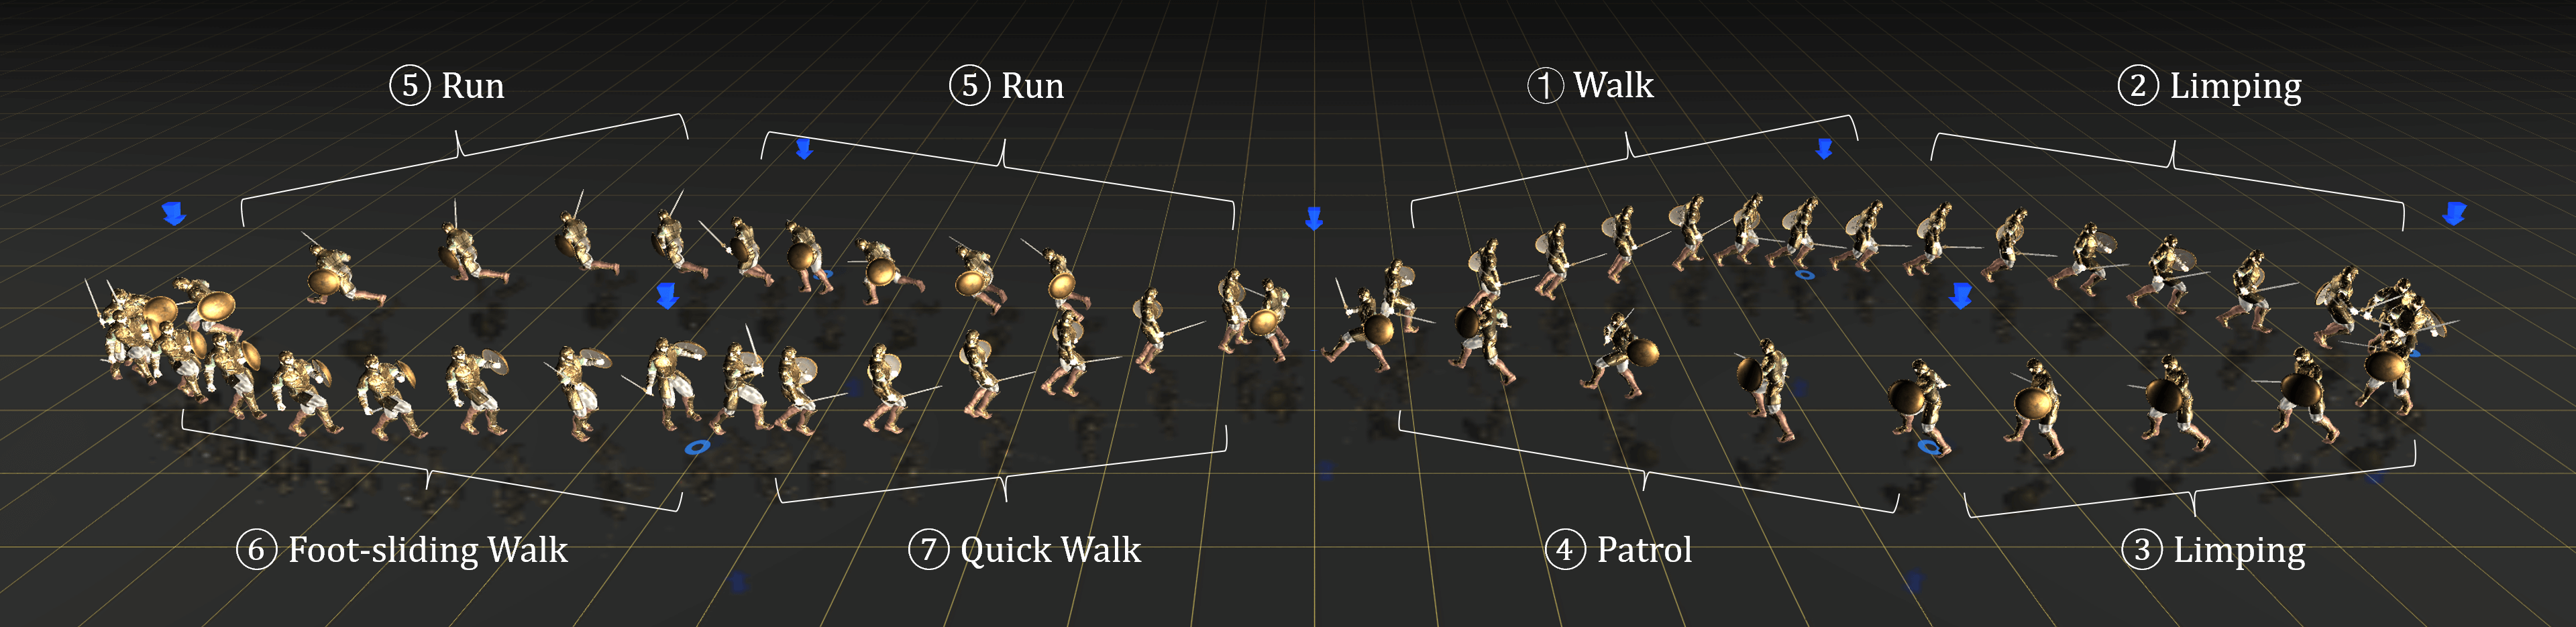 ⑤ Run
⑤ Run
① Walk
② Limping
⑥ Foot-sliding Walk
⑦ Quick Walk
④ Patrol
③ Limping